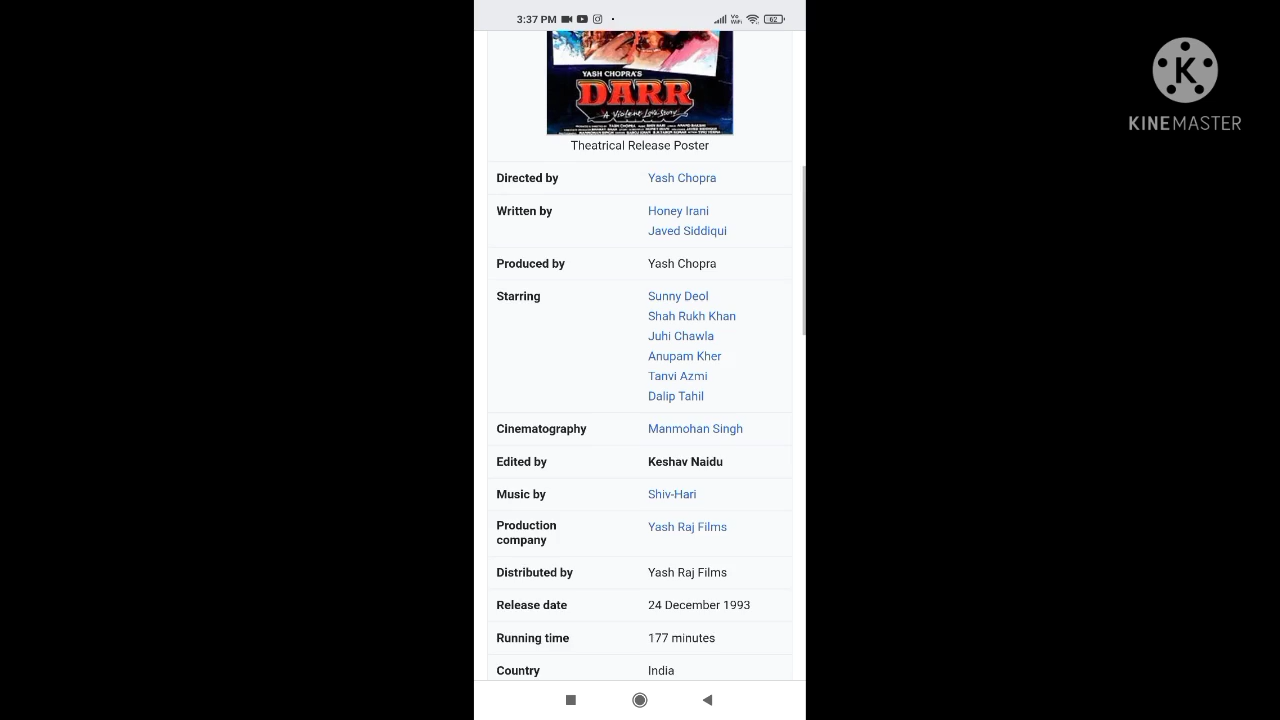 3:37 PM
Vo
WiFi
62
YASH CHOPRA'S
DARR
A Violent Love Story
Theatrical Release Poster
Directed by Yash Chopra
Written by Honey Irani
Javed Siddiqui
Produced by Yash Chopra
Starring Sunny Deol
Shah Rukh Khan
Juhi Chawla
Anupam Kher
Tanvi Azmi
Dalip Tahil
Cinematography Manmohan Singh
Edited by Keshav Naidu
Music by Shiv-Hari
Production
company Yash Raj Films
Distributed by Yash Raj Films
Release date 24 December 1993
Running time 177 minutes
Country India
K
KINEMASTER